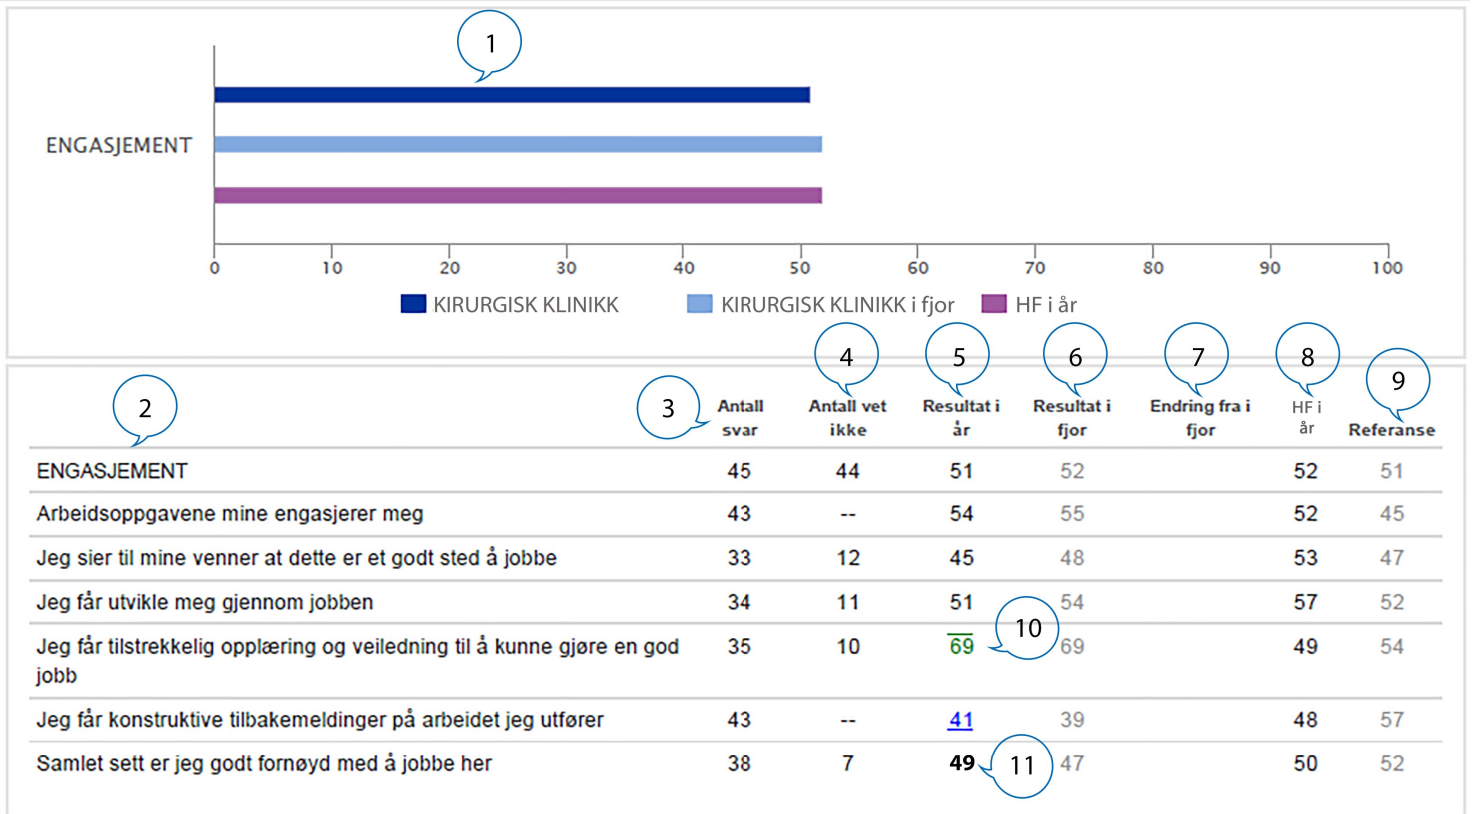 1
ENGASJEMENT
0 10 20 30 40 50 60 70 80 90 100
KIRURGISK KLINIKK KIRURGISK KLINIKK i fjor HF i år
4 5 6 7 8 9
2 3
Antall svar Antall vet ikke Resultat i år Resultat i fjor Endring fra i fjor HF i år Referanse
ENGASJEMENT 45 44 51 52 52 51
Arbeidsoppgavene mine engasjerer meg 43 -- 54 55 52 45
Jeg sier til mine venner at dette er et godt sted å jobbe 33 12 45 48 53 47
Jeg får utvikle meg gjennom jobben 34 11 51 54 57 52
10
Jeg får tilstrekkelig opplæring og veiledning til å kunne gjøre en god 35 10 69 69 49 54
jobb
Jeg får konstruktive tilbakemeldinger på arbeidet jeg utfører 43 -- 41 39 48 57
Samlet sett er jeg godt fornøyd med å jobbe her 38 7 49 11 47 50 52